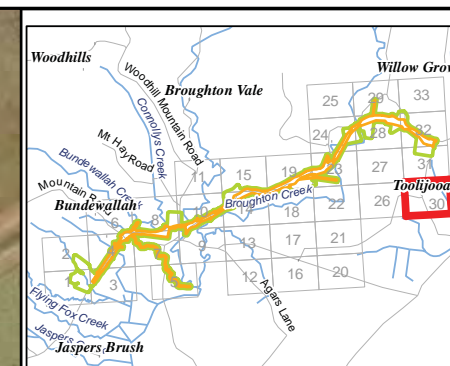 Woodhills
Willow Grov
Woodhill Mountain Road
Broughton Vale
Connollys Creek
25
29
33
Mt HayRoad
24
28
32
Bundewallah Creek
11
15
19
23
27
31
Mountain Road
Toolijooa
Broughton Creek
Bundewallah
6
8
10
14
18
22
26
30
2
9
13
17
21
7
1
3
5
12
16
20
Flying Fox Creek
Agars Lane
Jaspers
Jaspers Brush